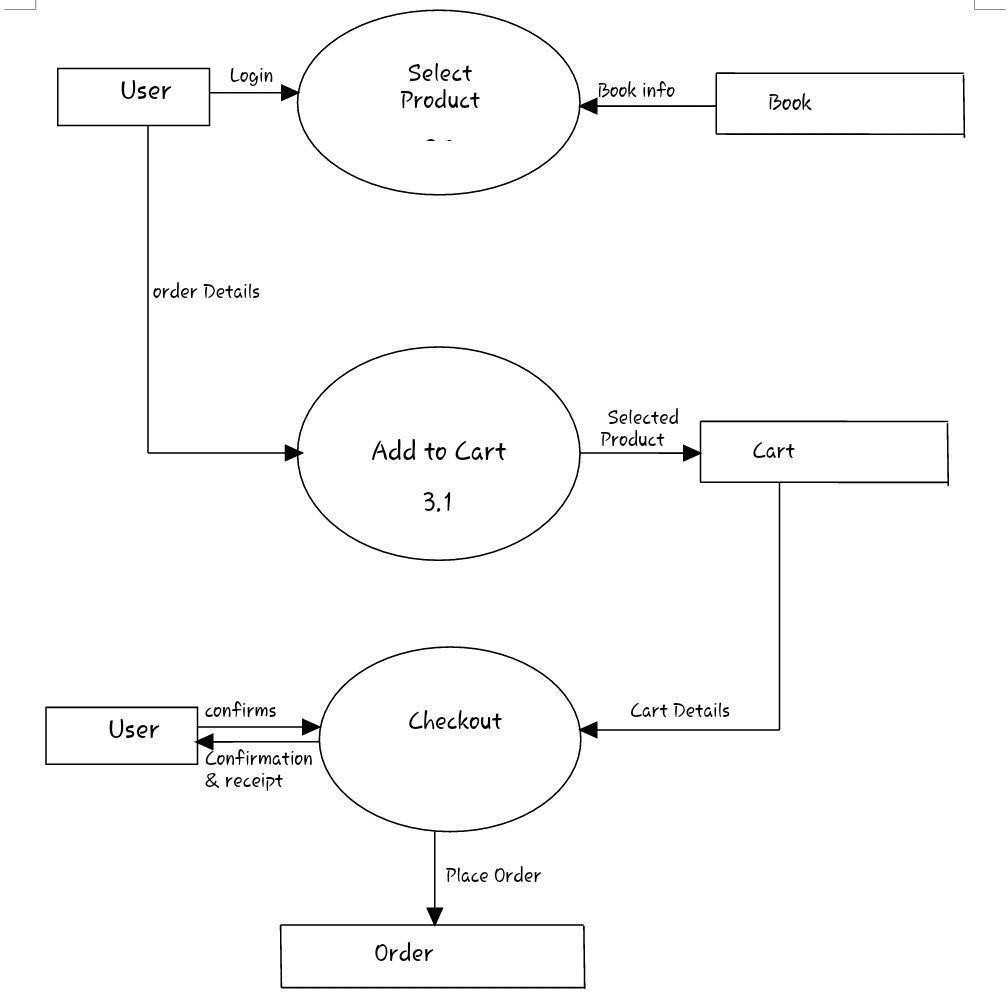 User
Login
Select
Product
Book info
Book
order Details
Add to Cart
3.1
Selected
Product
Cart
User
confirms
Confirmation
& receipt
Checkout
Cart Details
Place Order
Order